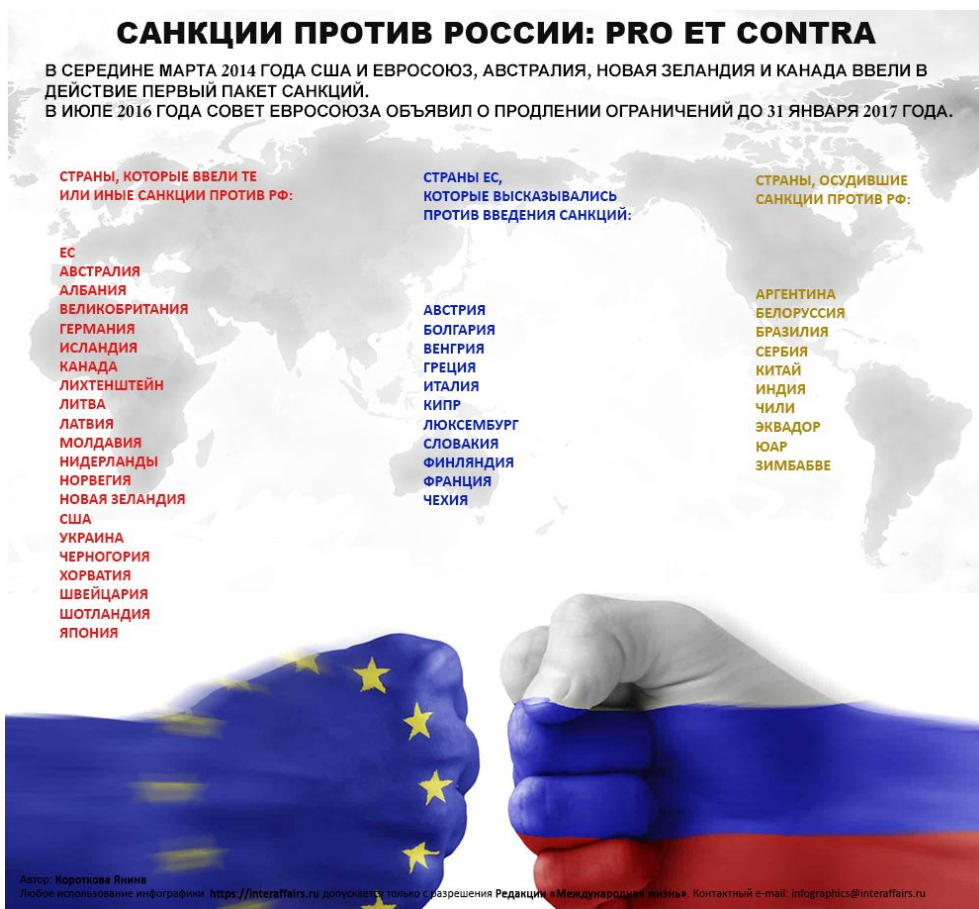 САНКЦИИ ПРОТИВ РОССИИ: PRO ET CONTRA
В СЕРЕДИНЕ МАРТА 2014 ГОДА США И ЕВРОСОЮЗ, АВСТРАЛИЯ, НОВАЯ ЗЕЛАНДИЯ И КАНАДА ВВЕЛИ В
ДЕЙСТВИЕ ПЕРВЫЙ ПАКЕТ САНКЦИЙ.
В ИЮЛЕ 2016 ГОДА СОВЕТ ЕВРОСОЮЗА ОБЪЯВИЛ О ПРОДЛЕНИИ ОГРАНИЧЕНИЙ ДО 31 ЯНВАРЯ 2017 ГОДА.
СТРАНЫ, КОТОРЫЕ ВВЕЛИ ТЕ
ИЛИ ИНЫЕ САНКЦИИ ПРОТИВ РФ:
ЕС
АВСТРАЛИЯ
АЛБАНИЯ
ВЕЛИКОБРИТАНИЯ
ГЕРМАНИЯ
ИСЛАНДИЯ
КАНАДА
ЛИХТЕНШТЕЙН
ЛИТВА
ЛАТВИЯ
МОЛДАВИЯ
НИДЕРЛАНДЫ
НОРВЕГИЯ
НОВАЯ ЗЕЛАНДИЯ
США
УКРАИНА
ЧЕРНОГОРИЯ
ХОРВАТИЯ
ШВЕЙЦАРИЯ
ШОТЛАНДИЯ
ЯПОНИЯ
СТРАНЫ ЕС,
КОТОРЫЕ ВЫСКАЗЫВАЛИСЬ
ПРОТИВ ВВЕДЕНИЯ САНКЦИЙ:
АВСТРИЯ
БОЛГАРИЯ
ВЕНГРИЯ
ГРЕЦИЯ
ИТАЛИЯ
КИПР
ЛЮКСЕМБУРГ
СЛОВАКИЯ
ФИНЛЯНДИЯ
ФРАНЦИЯ
ЧЕХИЯ
СТРАНЫ, ОСУДИВШИЕ
САНКЦИИ ПРОТИВ РФ:
АРГЕНТИНА
БЕЛОРУССИЯ
БРАЗИЛИЯ
СЕРБИЯ
КИТАЙ
ИНДИЯ
ЧИЛИ
ЭКВАДОР
ЮАР
ЗИМБАБВЕ
Автор: Короткова Янина
Любое использование инфографики https://interaffairs.ru допускается только с разрешения Редакции «Международная жизнь». Контактный e-mail: infographics@interaffairs.ru